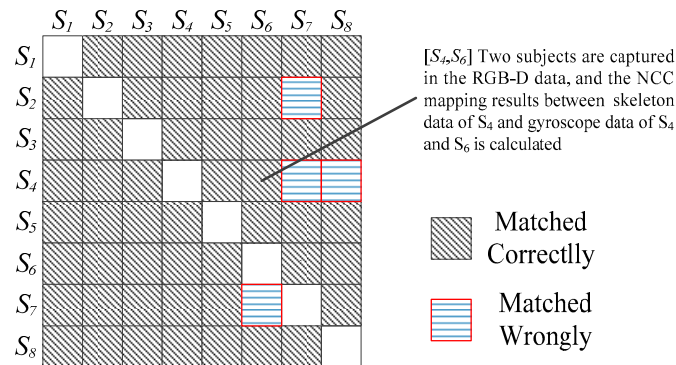 S1 S2 S3 S4 S5 S6 S7 S8
S1
S2
S3
S4
S5
S6
S7
S8
[S4,S6] Two subjects are captured
in the RGB-D data, and the NCC
mapping results between skeleton
data of S4 and gyroscope data of S4
and S6 is calculated
Matched
Correctlly
Matched
Wrongly